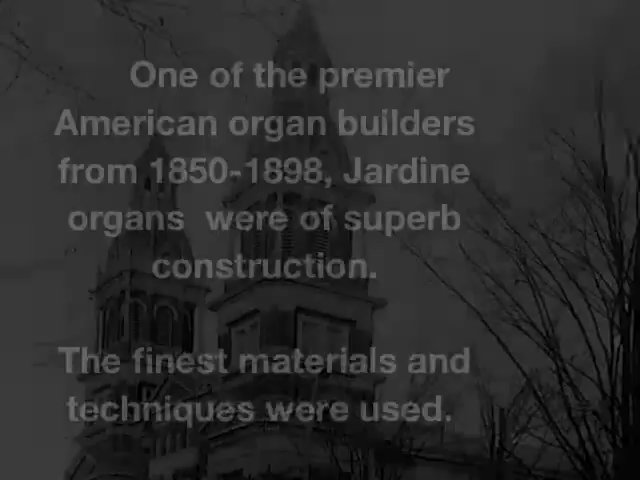 One of the premier
American organ builders
from 1850-1898, Jardine
organs were of superb
construction.
The finest materials and
techniques were used.